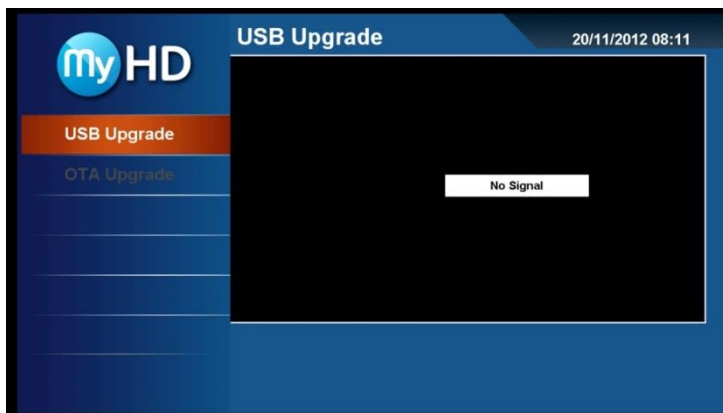 my HD
USB Upgrade
20/11/2012 08:11
USB Upgrade
OTA Upgrade
No Signal